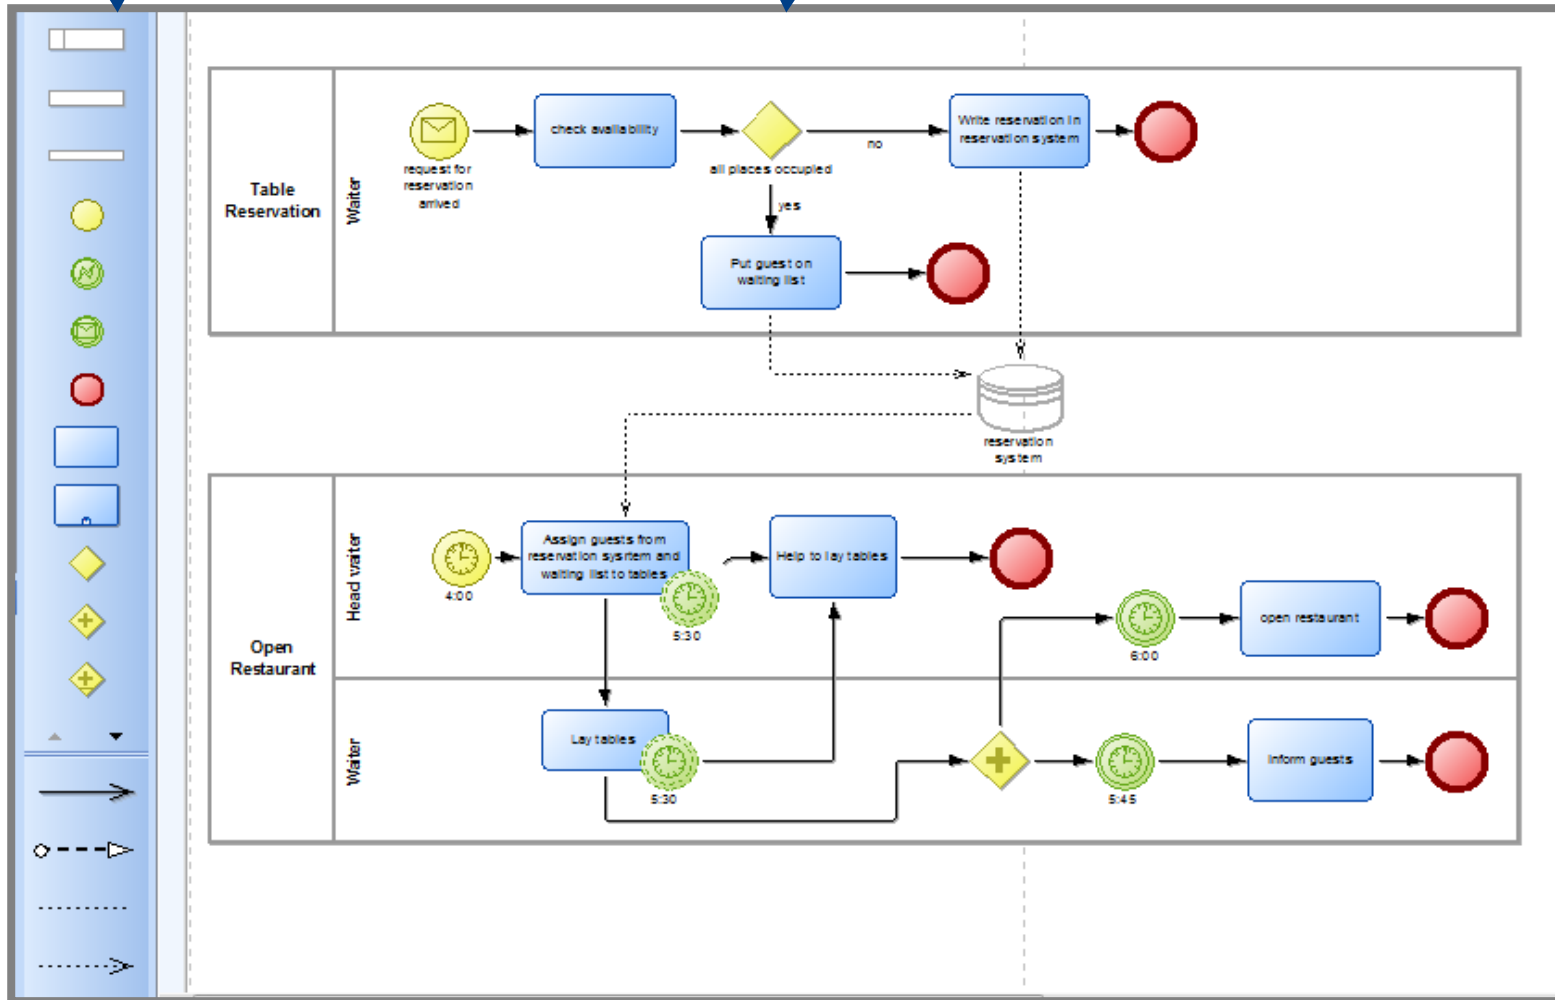 Table
Reservation
Waiter
request for
reservation
arrived
check availability
all places occupied
no
yes
Write reservation in
reservation system
Put guest on
waiting list
reservation
system
Open
Restaurant
Head waiter
4:00
Assign guests from
reservation sysrtem and
waiting list to tables
5:30
Help to lay tables
6:00
open restaurant
Waiter
Lay tables
5:30
5:45
Inform guests